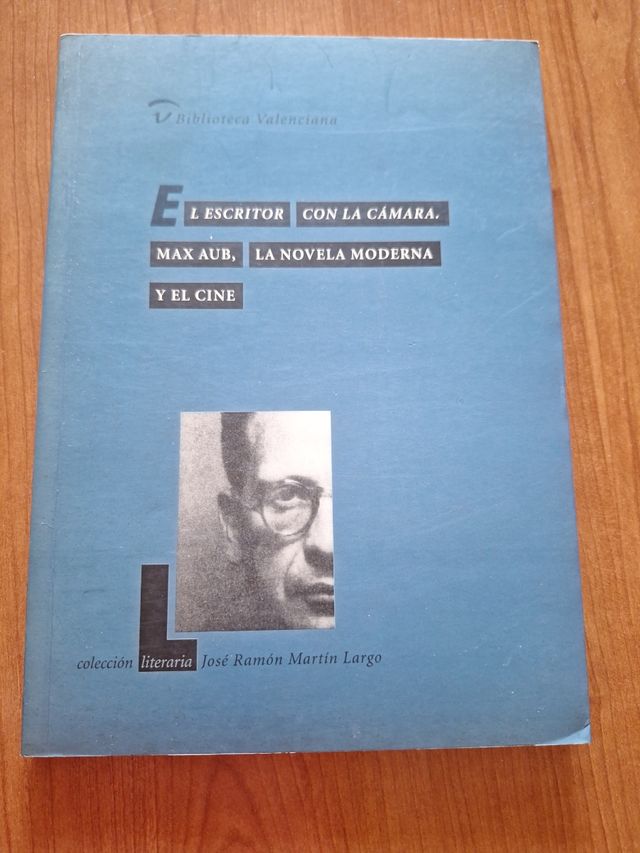 Biblioteca Valenciana
EL ESCRITOR CON LA CÁMARA.
MAX AUB, LA NOVELA MODERNA
Y EL CINE
colección literaria José Ramón Martín Largo